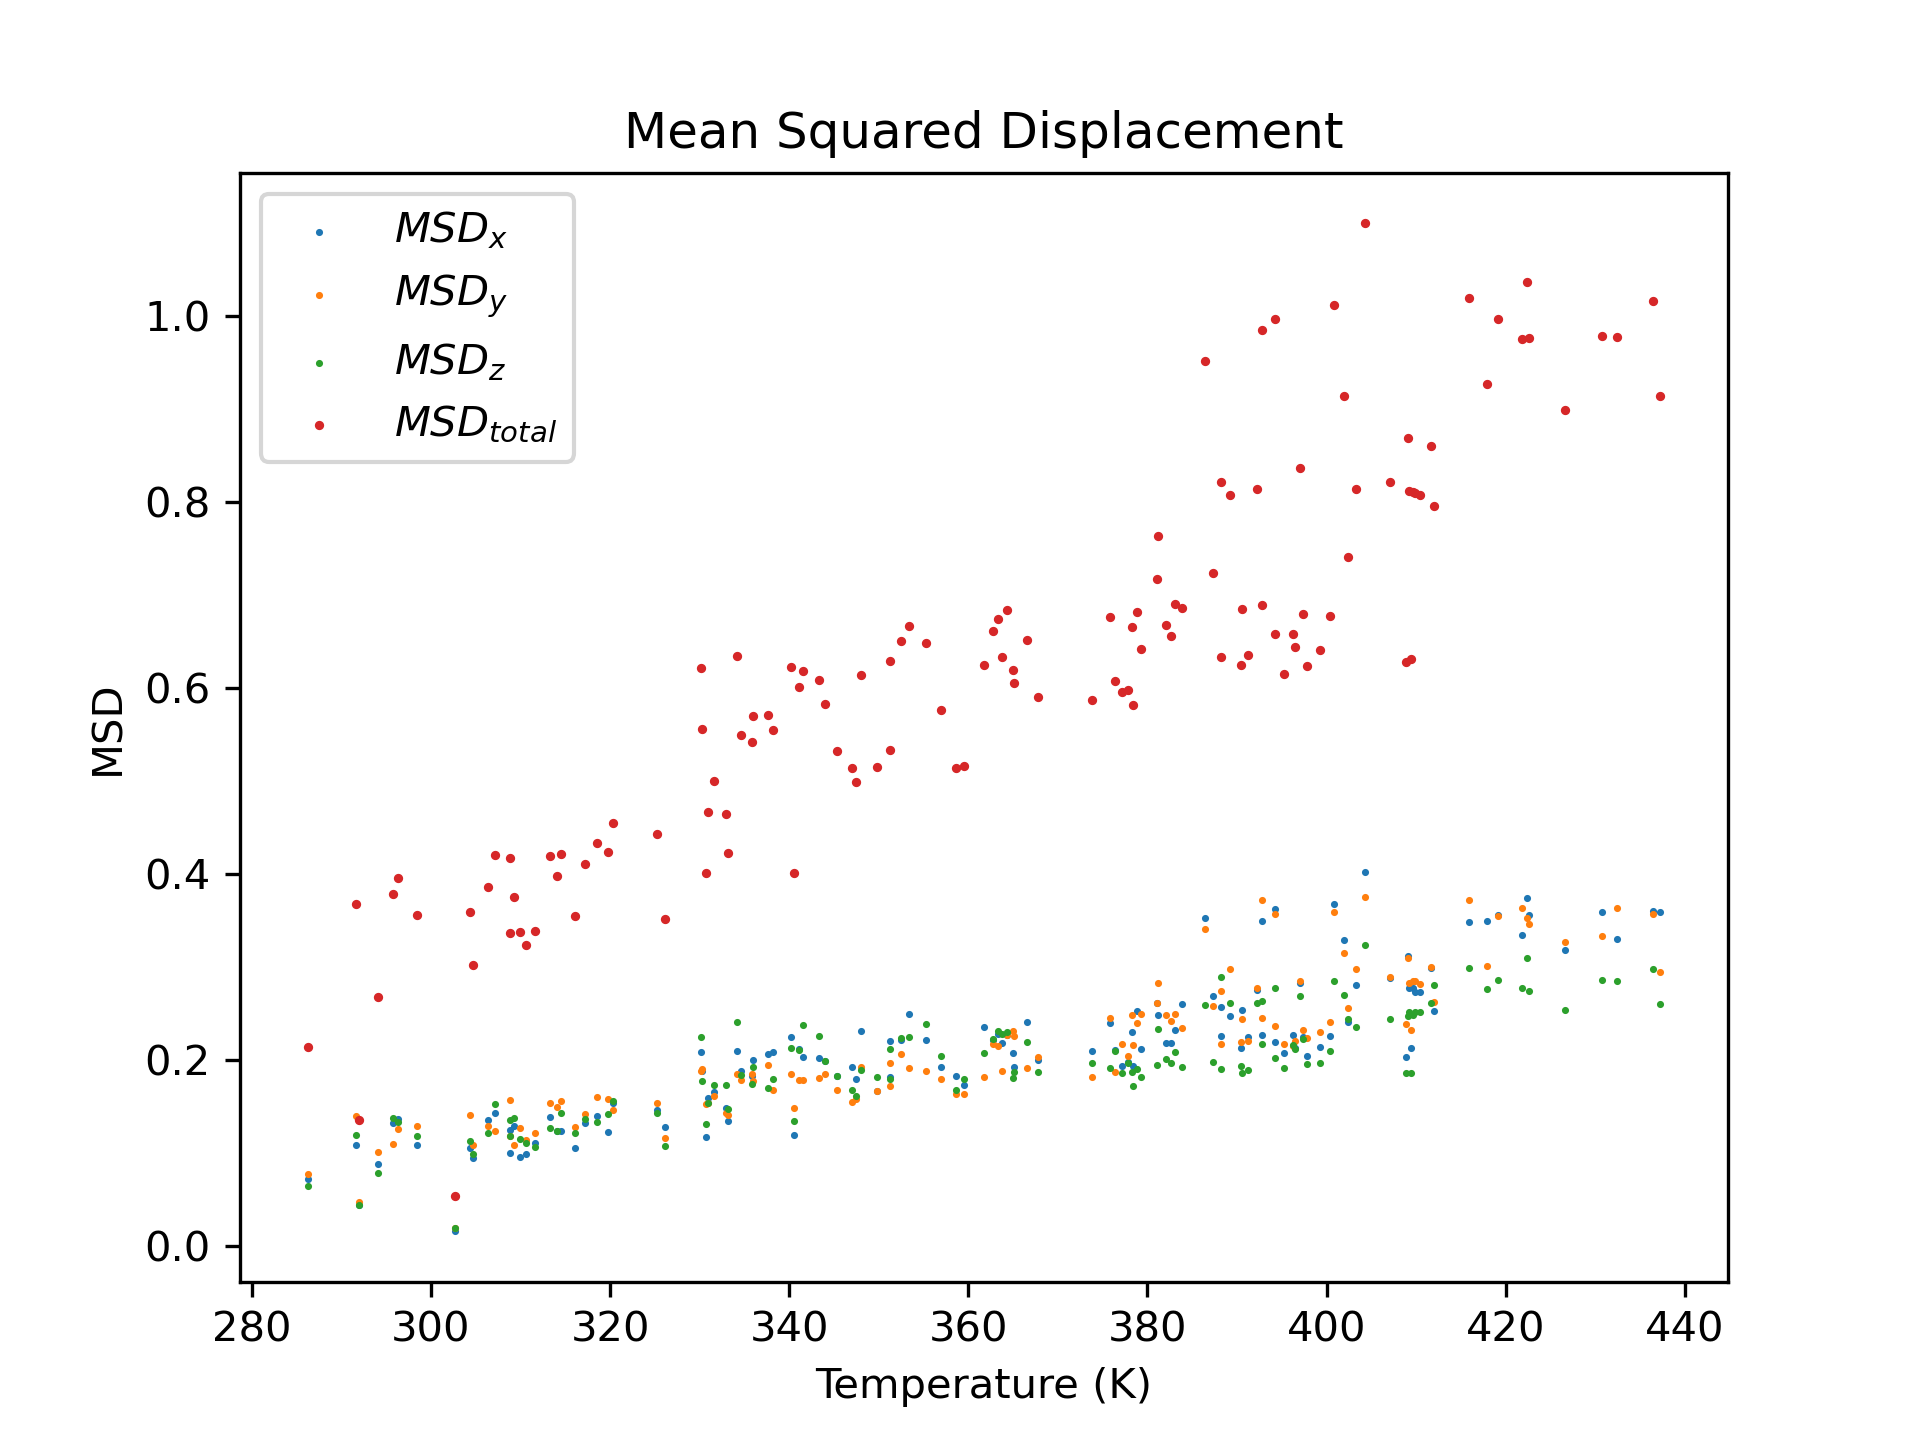 Mean Squared Displacement
MSD_x
MSD_y
MSD_z
MSD_total
MSD
1.0
0.8
0.6
0.4
0.2
0.0
280 300 320 340 360 380 400 420 440
Temperature (K)